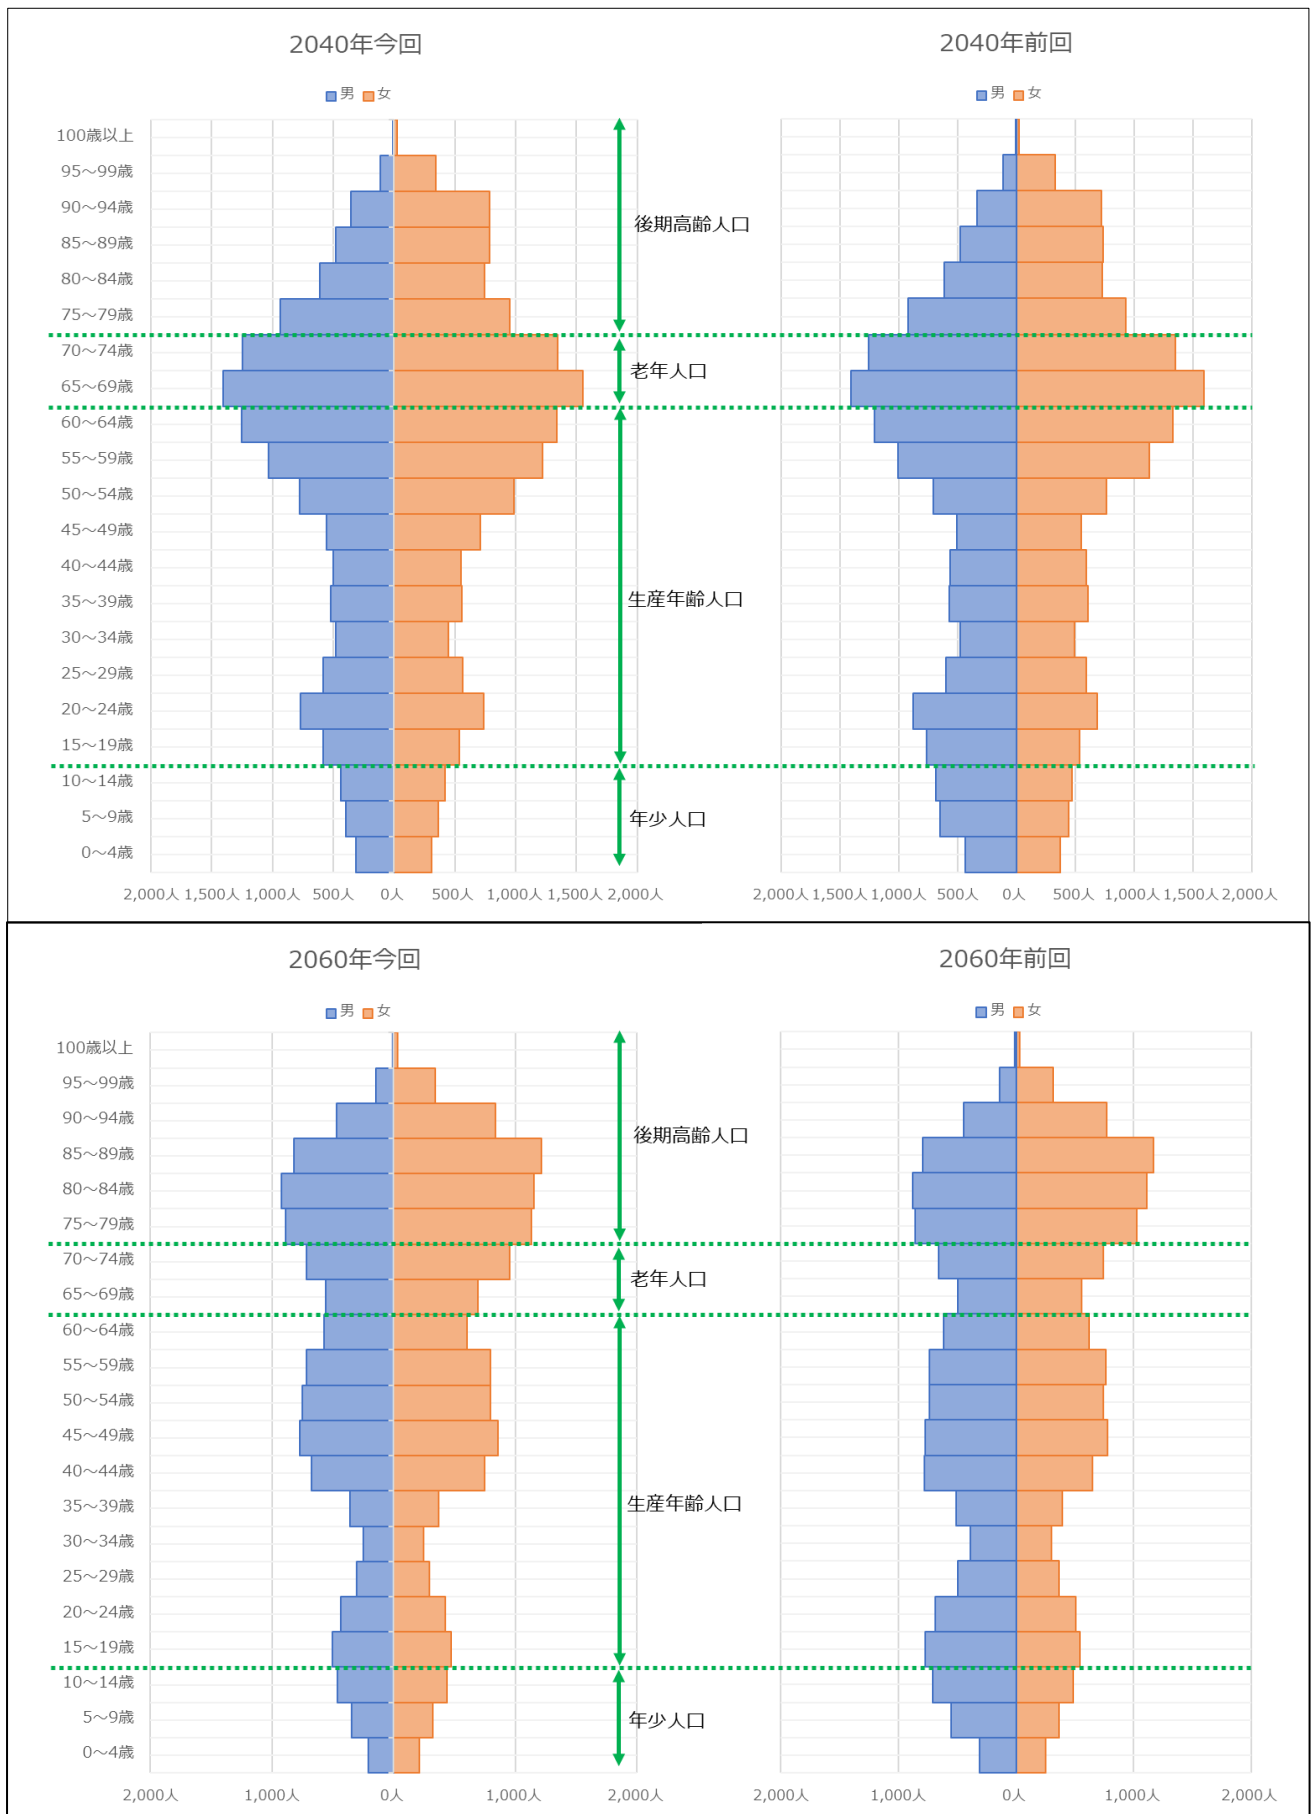 2040年今回
2040年前回
男 女
男 女
100歳以上
95～99歳
90～94歳
85～89歳
80～84歳
75～79歳
70～74歳
65～69歳
60～64歳
55～59歳
50～54歳
45～49歳
40～44歳
35～39歳
30～34歳
25～29歳
20～24歳
15～19歳
10～14歳
5～9歳
0～4歳
後期高齢人口
老年人口
生産年齢人口
年少人口
2,000人 1,500人 1,000人 500人 0人 500人 1,000人 1,500人 2,000人
2,000人 1,500人 1,000人 500人 0人 500人 1,000人 1,500人 2,000人
2060年今回
2060年前回
男 女
男 女
100歳以上
95～99歳
90～94歳
85～89歳
80～84歳
75～79歳
70～74歳
65～69歳
60～64歳
55～59歳
50～54歳
45～49歳
40～44歳
35～39歳
30～34歳
25～29歳
20～24歳
15～19歳
10～14歳
5～9歳
0～4歳
後期高齢人口
老年人口
生産年齢人口
年少人口
2,000人 1,000人 0人 1,000人 2,000人
2,000人 1,000人 0人 1,000人 2,000人